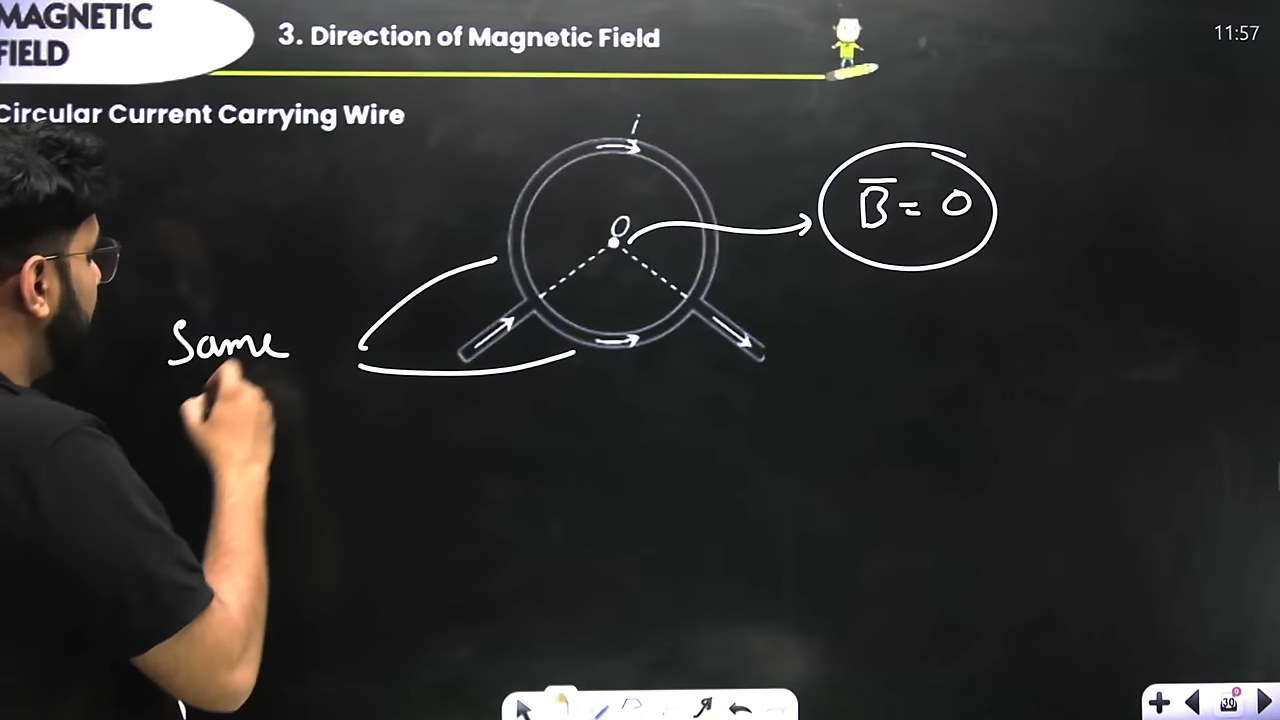 MAGNETIC
FIELD
3. Direction of Magnetic Field
11:57
Circular Current Carrying Wire
i
O
B̅ = 0
Same
30